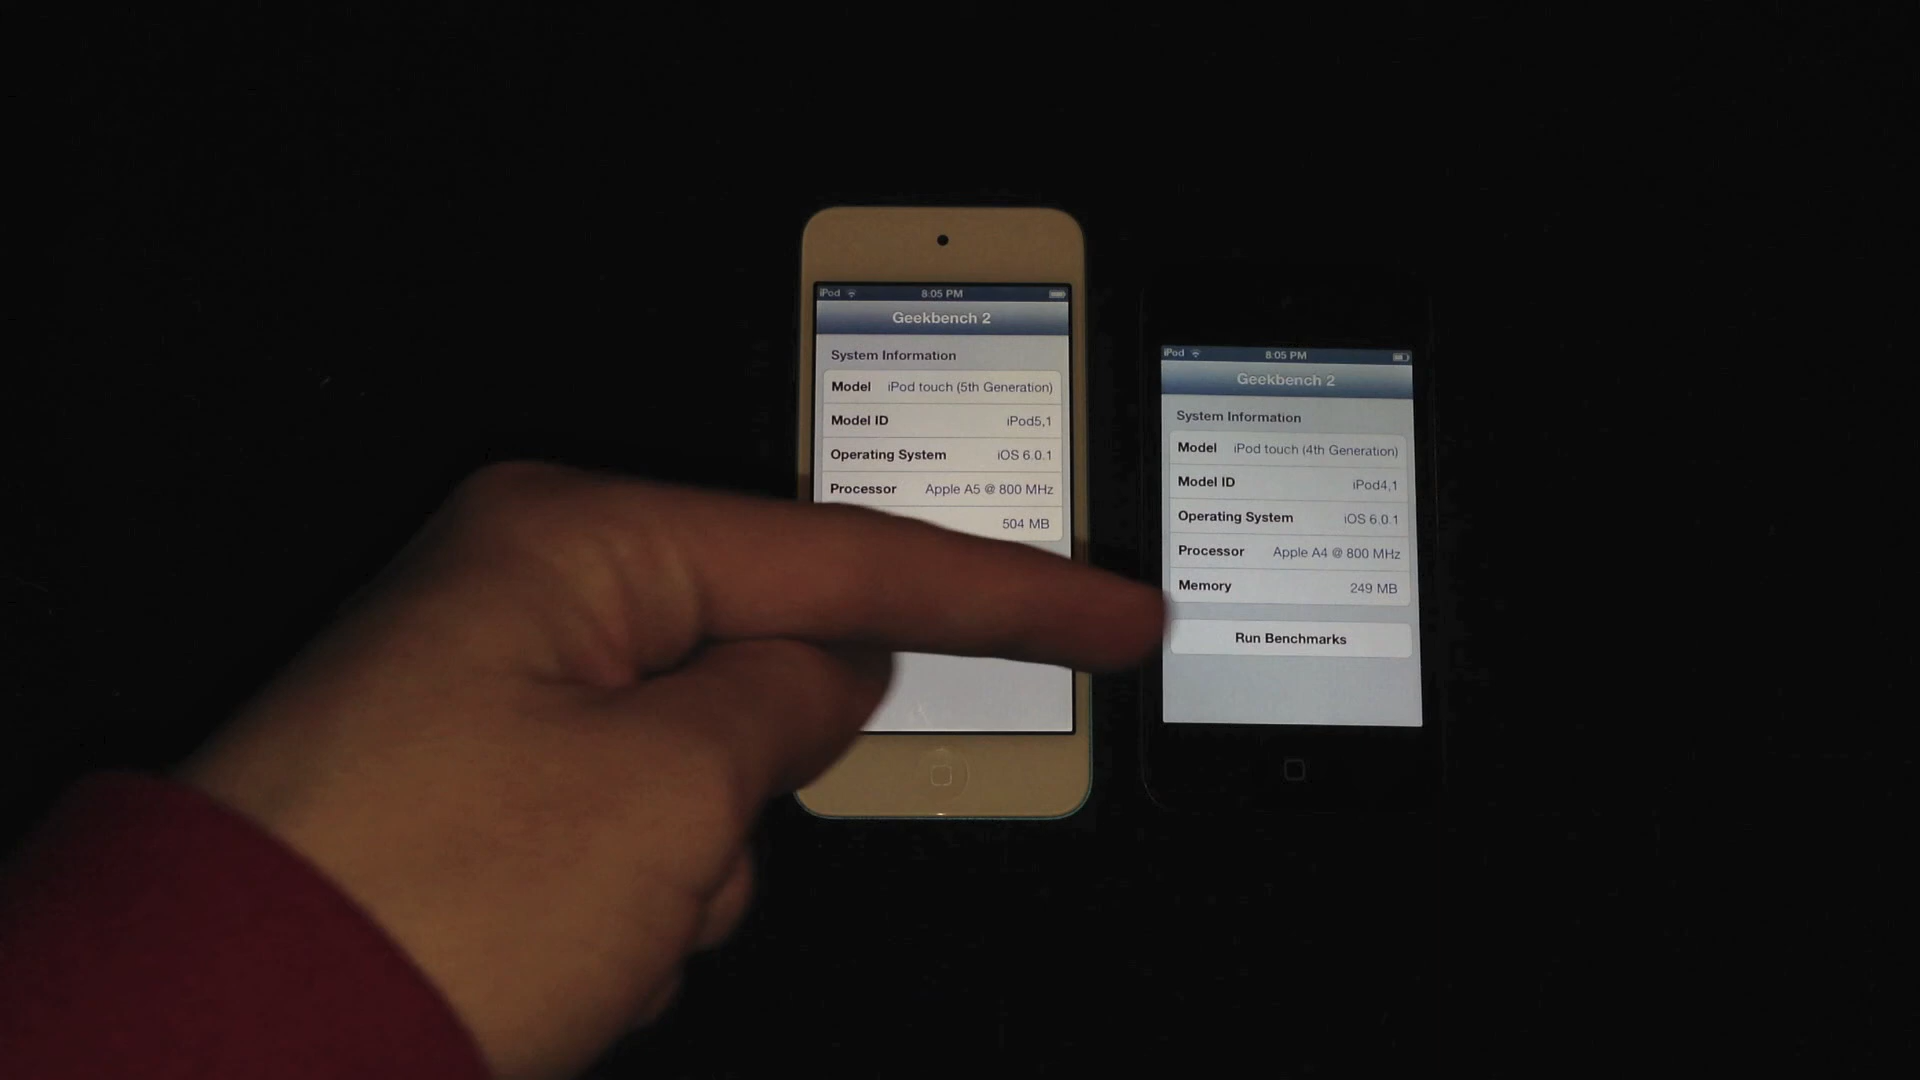 iPod 8:05 PM
Geekbench 2
System Information
Model iPod touch (5th Generation)
Model ID iPod5,1
Operating System iOS 6.0.1
Processor Apple A5 @ 800 MHz
504 MB
iPod 8:05 PM
Geekbench 2
System Information
Model iPod touch (4th Generation)
Model ID iPod4,1
Operating System iOS 6.0.1
Processor Apple A4 @ 800 MHz
Memory 249 MB
Run Benchmarks